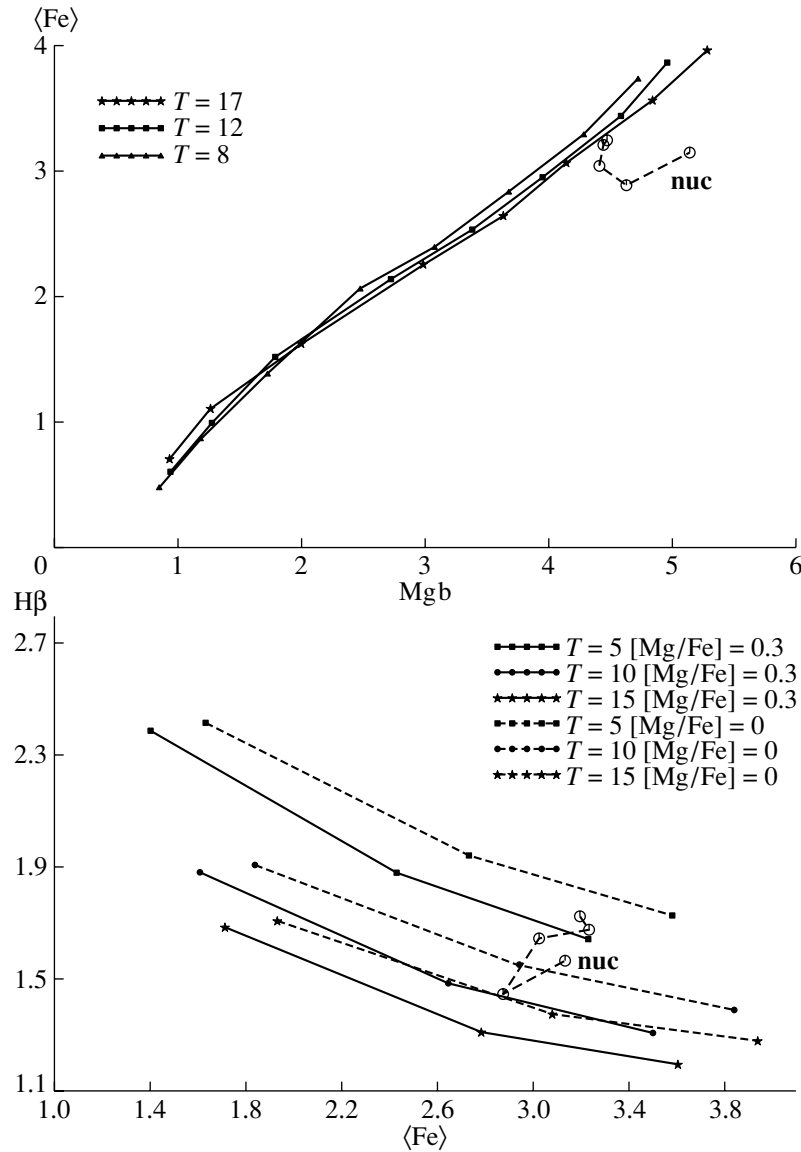 ⟨Fe⟩
4
T = 17
T = 12
T = 8
3
nuc
2
1
0 1 2 3 4 5 6
Mgb
Hβ
2.7
T = 5 [Mg/Fe] = 0.3
T = 10 [Mg/Fe] = 0.3
T = 15 [Mg/Fe] = 0.3
T = 5 [Mg/Fe] = 0
T = 10 [Mg/Fe] = 0
T = 15 [Mg/Fe] = 0
2.3
1.9
nuc
1.5
1.1
1.0 1.4 1.8 2.2 2.6 3.0 3.4 3.8
⟨Fe⟩